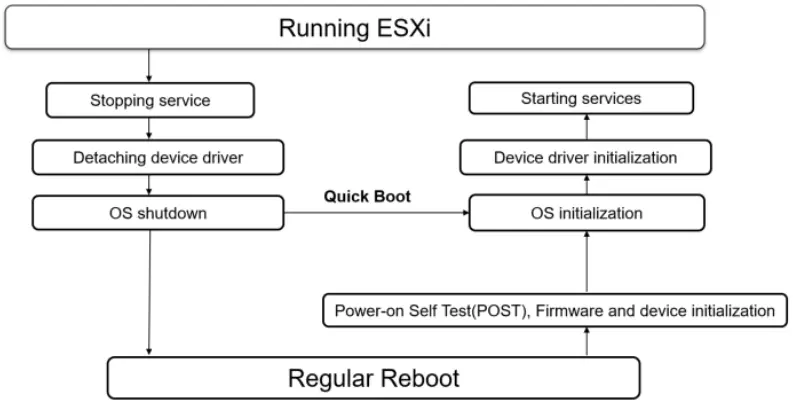 Running ESXi
Stopping service
Starting services
Detaching device driver
Device driver initialization
OS shutdown
Quick Boot
OS initialization
Power-on Self Test(POST), Firmware and device initialization
Regular Reboot